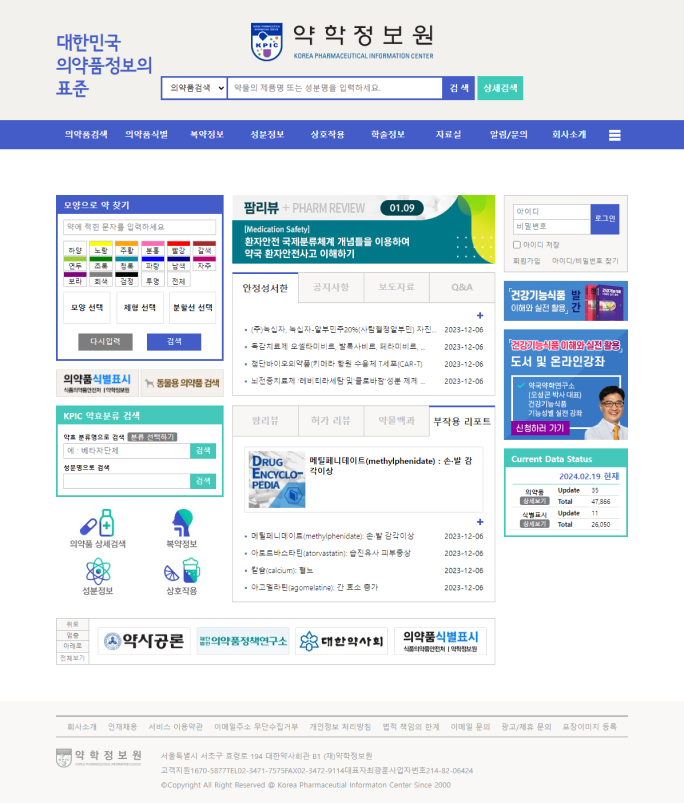 대한민국
의약품정보의
표준
KPIC
약학정보원
KOREA PHARMACEUTICAL INFORMATION CENTER
의약품검색 약물의 제품명 또는 성분명을 입력하세요. 검 색 상세검색
의약품검색 의약품식별 복약정보 성분정보 상호작용 학술정보 자료실 알림/문의 회사소개
모양으로 약 찾기
약에 적힌 문자를 입력하세요
하양 노랑 주황 분홍 빨강 갈색
연두 초록 청록 파랑 남색 자주
보라 회색 검정 투명 전체
모양 선택 제형 선택 분할선 선택
다시입력 검색
의약품식별표시
식품의약품안전처 | 약학정보원
동물용 의약품 검색
KPIC 약효분류 검색
약효 분류명으로 검색 분류 선택하기
예 : 베타차단제 검색
성분명으로 검색
검색
의약품 상세검색 복약정보
성분정보 상호작용
팜리뷰 + PHARM REVIEW 01.09
[Medication Safety]
환자안전 국제분류체계 개념틀을 이용하여
약국 환자안전사고 이해하기
안정성서한 공지사항 보도자료 Q&A
+
(주)녹십자, 녹십자-알부민주20%(사람혈청알부민) 자진... 2023-12-06
독감치료제 오셀타미비르, 발록사비르, 페라미비르, ... 2023-12-06
첨단바이오의약품(키메라 항원 수용체 T세포(CAR-T) 2023-12-06
뇌전증치료제 '레비티라세탐'및'클로바잠'성분 제제 ... 2023-12-06
팜리뷰 허가 리뷰 약물백과 부작용 리포트
DRUG
ENCYCLO-
PEDIA
메틸페니데이트(methylphenidate) : 손·발 감
각이상
+
메틸페니데이트(methylphenidate): 손·발 감각이상 2023-12-06
아토르바스타틴(atorvastatin): 습진유사 피부증상 2023-12-06
칼슘(calcium): 혈뇨 2023-12-06
아고멜라틴(agomelatine): 간 효소 증가 2023-12-06
아이디
비밀번호
로그인
아이디 저장
회원가입 아이디/비밀번호 찾기
건강기능식품
이해와 실전 활용,
발간
건강기능식품 이해와 실전 활용,
도서 및 온라인강좌
약국약학연구소
(오성곤 박사 대표)
건강기능식품
기능성별 실전 강좌
신청하러 가기
Current Data Status
2024.02.19 현재
의약품 상세보기 Update 35
Total 47,866
식별표시 상세보기 Update 11
Total 26,050
위로
멈춤
아래로
전체보기
약사공론
의약품정책연구소
대한약사회
의약품식별표시
식품의약품안전처 | 약학정보원
회사소개 인재채용 서비스 이용약관 이메일주소 무단수집거부 개인정보 처리방침 법적 책임의 한계 이메일 문의 광고/제휴 문의 표장이미지 등록
약학정보원
서울특별시 서초구 효령로 194 대한약사회관 B1 (재)약학정보원
고객지원1670-5877TEL02-3471-7575FAX02-3472-9114대표자최광훈사업자번호214-82-06424
©Copyright All Right Reserved @ Korea Pharmaceutial Informaton Center Since 2000